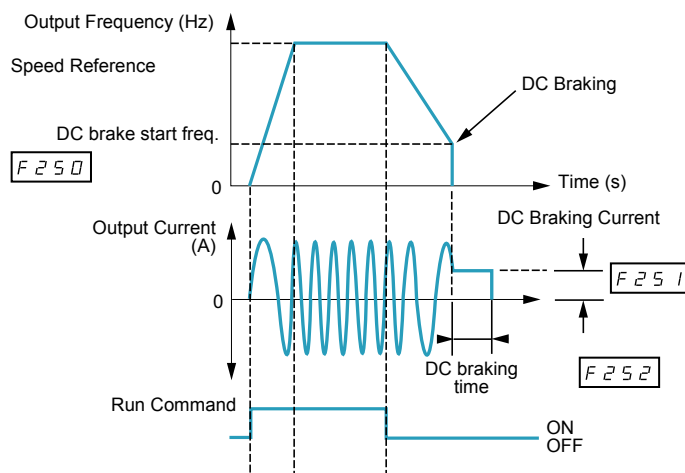 Output Frequency (Hz)
Speed Reference
DC Braking
DC brake start freq.
F250
0
Time (s)
Output Current
(A)
DC Braking Current
F251
0
DC braking
time
F252
Run Command
ON
OFF